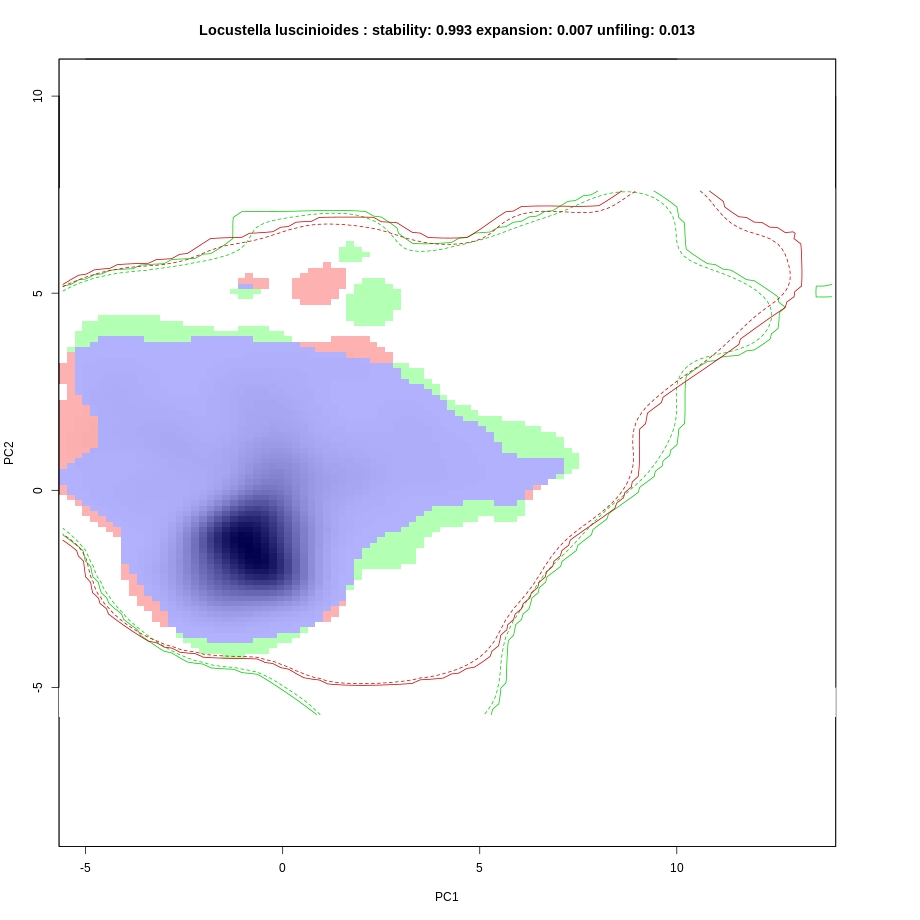 Locustella luscinioides : stability: 0.993 expansion: 0.007 unfiling: 0.013
10
5
0
-5
PC2
-5 0 5 10
PC1